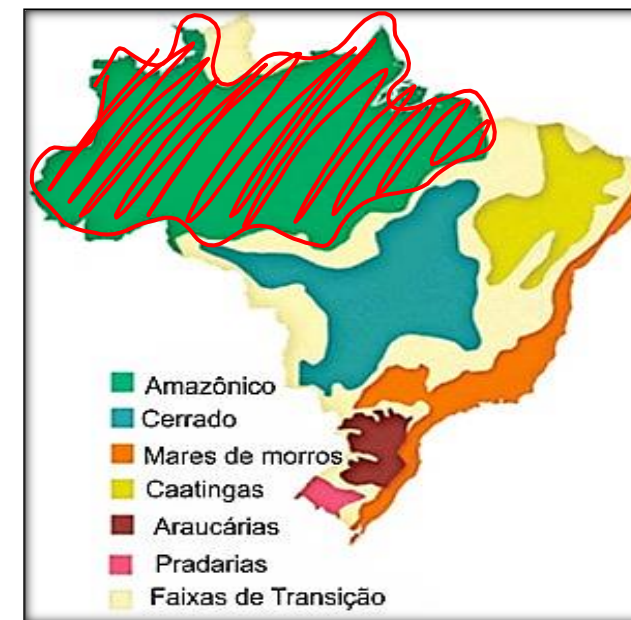 Amazônico
Cerrado
Mares de morros
Caatingas
Araucárias
Pradarias
Faixas de Transição